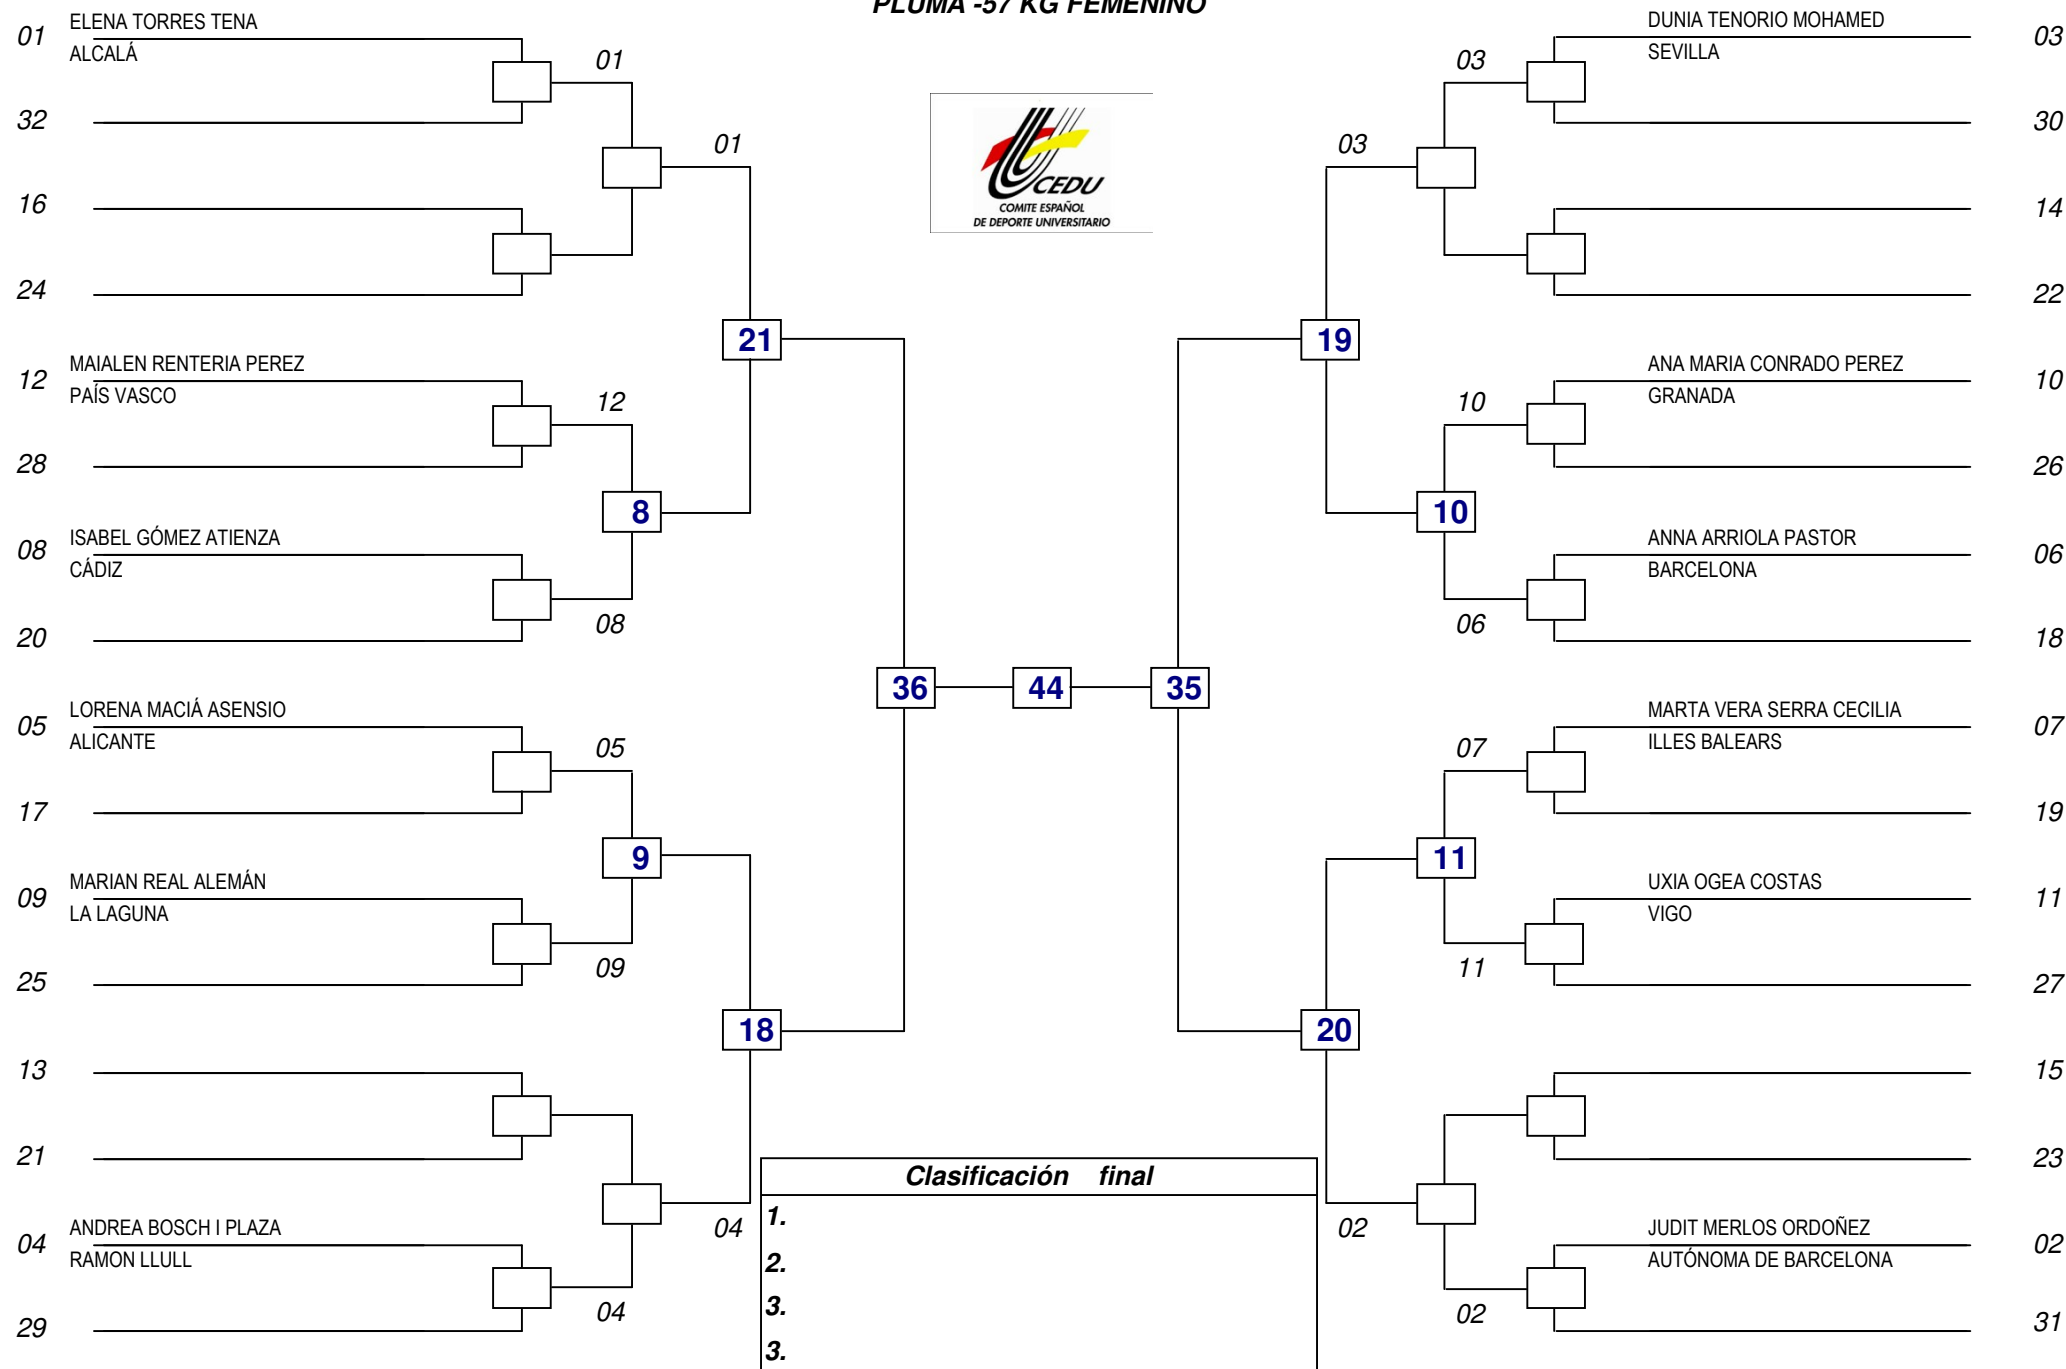 PLUMA -57 KG FEMENINO
01 ELENA TORRES TENA
ALCALÁ
01
32
01
16
24
21
12 MAIALEN RENTERIA PEREZ
PAÍS VASCO
12
28
8
08 ISABEL GÓMEZ ATIENZA
CÁDIZ
08
20
36
05 LORENA MACIÁ ASENSIO
ALICANTE
05
17
9
09 MARIAN REAL ALEMÁN
LA LAGUNA
09
25
18
13
21
04
04 ANDREA BOSCH I PLAZA
RAMON LLULL
04
29
CEDU
COMITE ESPAÑOL
DE DEPORTE UNIVERSITARIO
44
Clasificación final
1.
2.
3.
3.
DUNIA TENORIO MOHAMED 03
SEVILLA
03
30
03
14
22
19
ANA MARIA CONRADO PEREZ 10
GRANADA
10
26
10
ANNA ARRIOLA PASTOR 06
BARCELONA
06
18
35
MARTA VERA SERRA CECILIA 07
ILLES BALEARS
07
19
11
UXIA OGEA COSTAS 11
VIGO
11
27
20
15
23
02
JUDIT MERLOS ORDOÑEZ 02
AUTÓNOMA DE BARCELONA
02
31